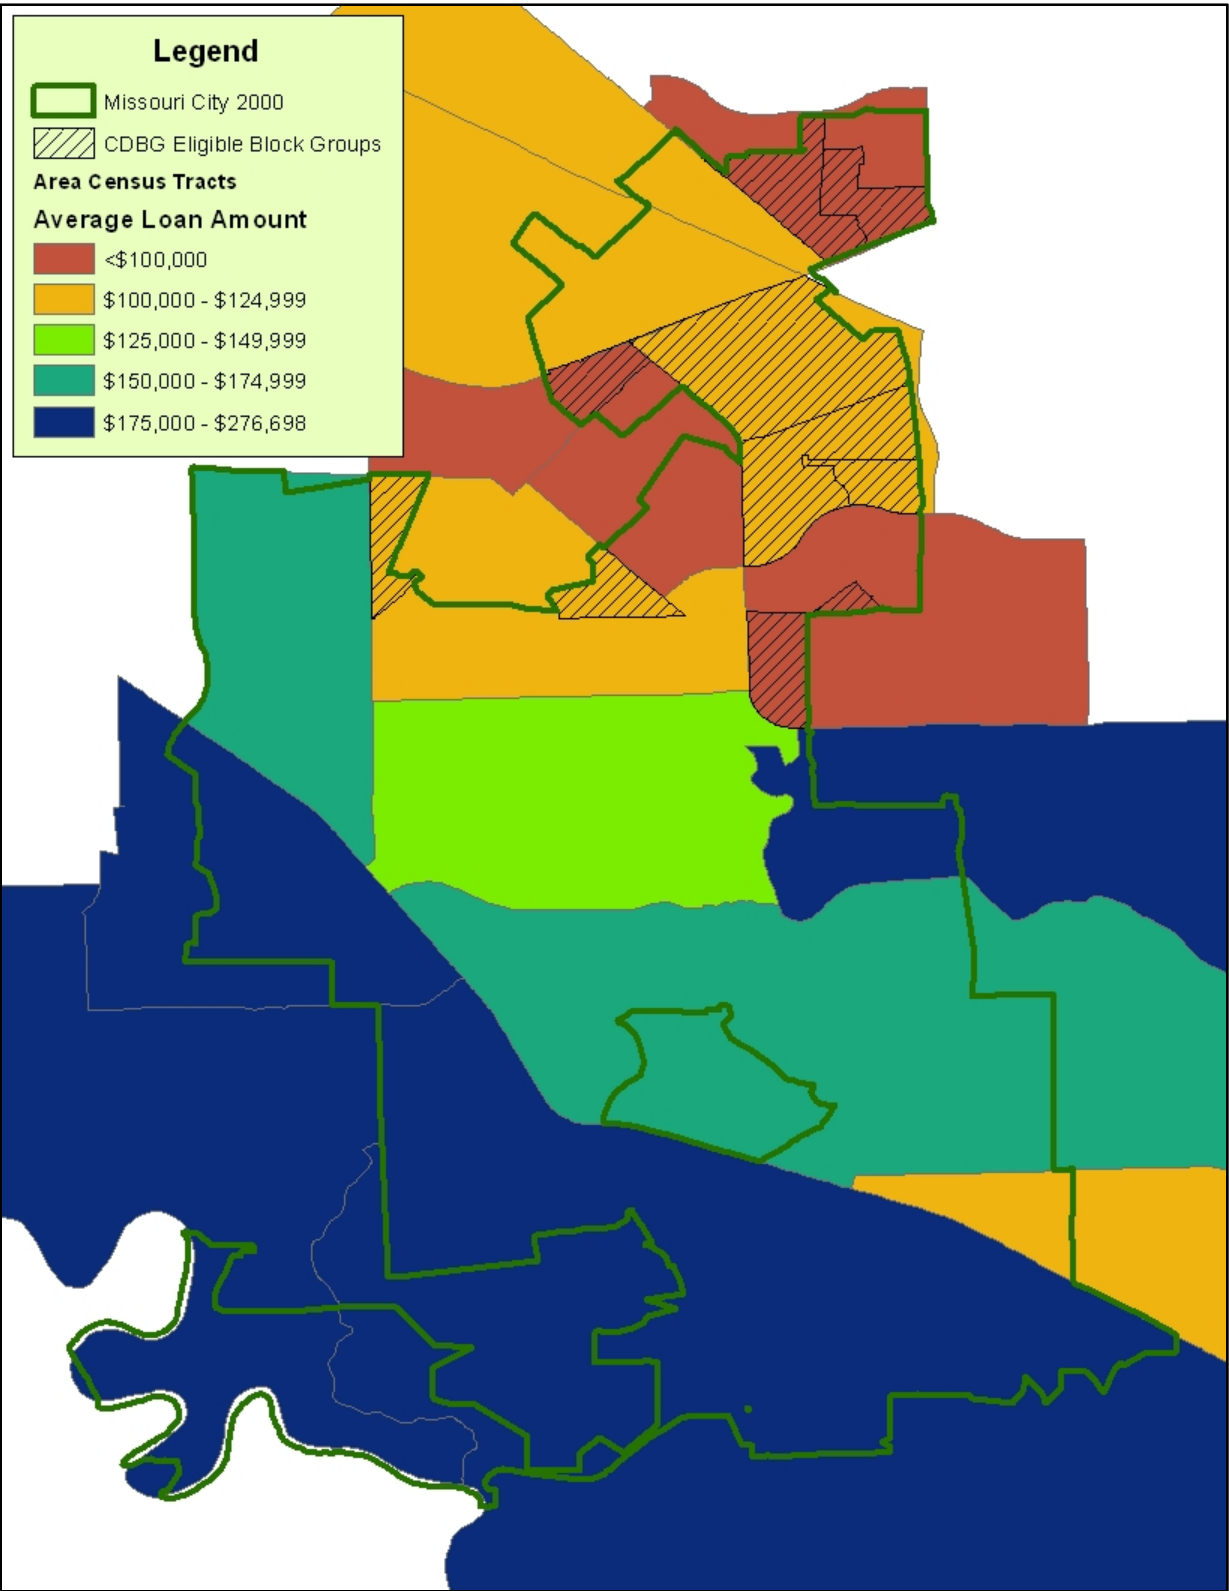 Legend
Missouri City 2000
CDBG Eligible Block Groups
Area Census Tracts
Average Loan Amount
<$100,000
$100,000 - $124,999
$125,000 - $149,999
$150,000 - $174,999
$175,000 - $276,698